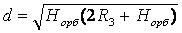 d = √(H_орб(2R_З + H_орб))